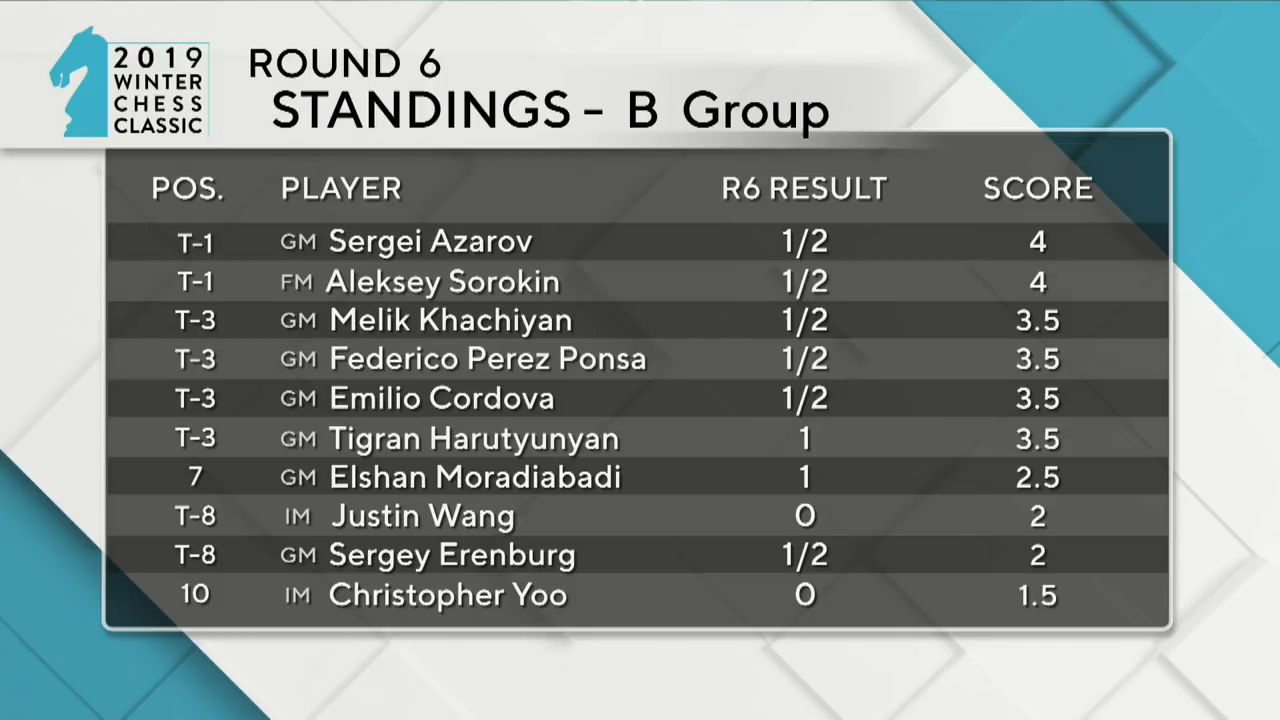 2019
WINTER
CHESS
CLASSIC
ROUND 6
STANDINGS - B Group
POS. PLAYER R6 RESULT SCORE
T-1 GM Sergei Azarov 1/2 4
T-1 FM Aleksey Sorokin 1/2 4
T-3 GM Melik Khachiyan 1/2 3.5
T-3 GM Federico Perez Ponsa 1/2 3.5
T-3 GM Emilio Cordova 1/2 3.5
T-3 GM Tigran Harutyunyan 1 3.5
7 GM Elshan Moradiabadi 1 2.5
T-8 IM Justin Wang 0 2
T-8 GM Sergey Erenburg 1/2 2
10 IM Christopher Yoo 0 1.5